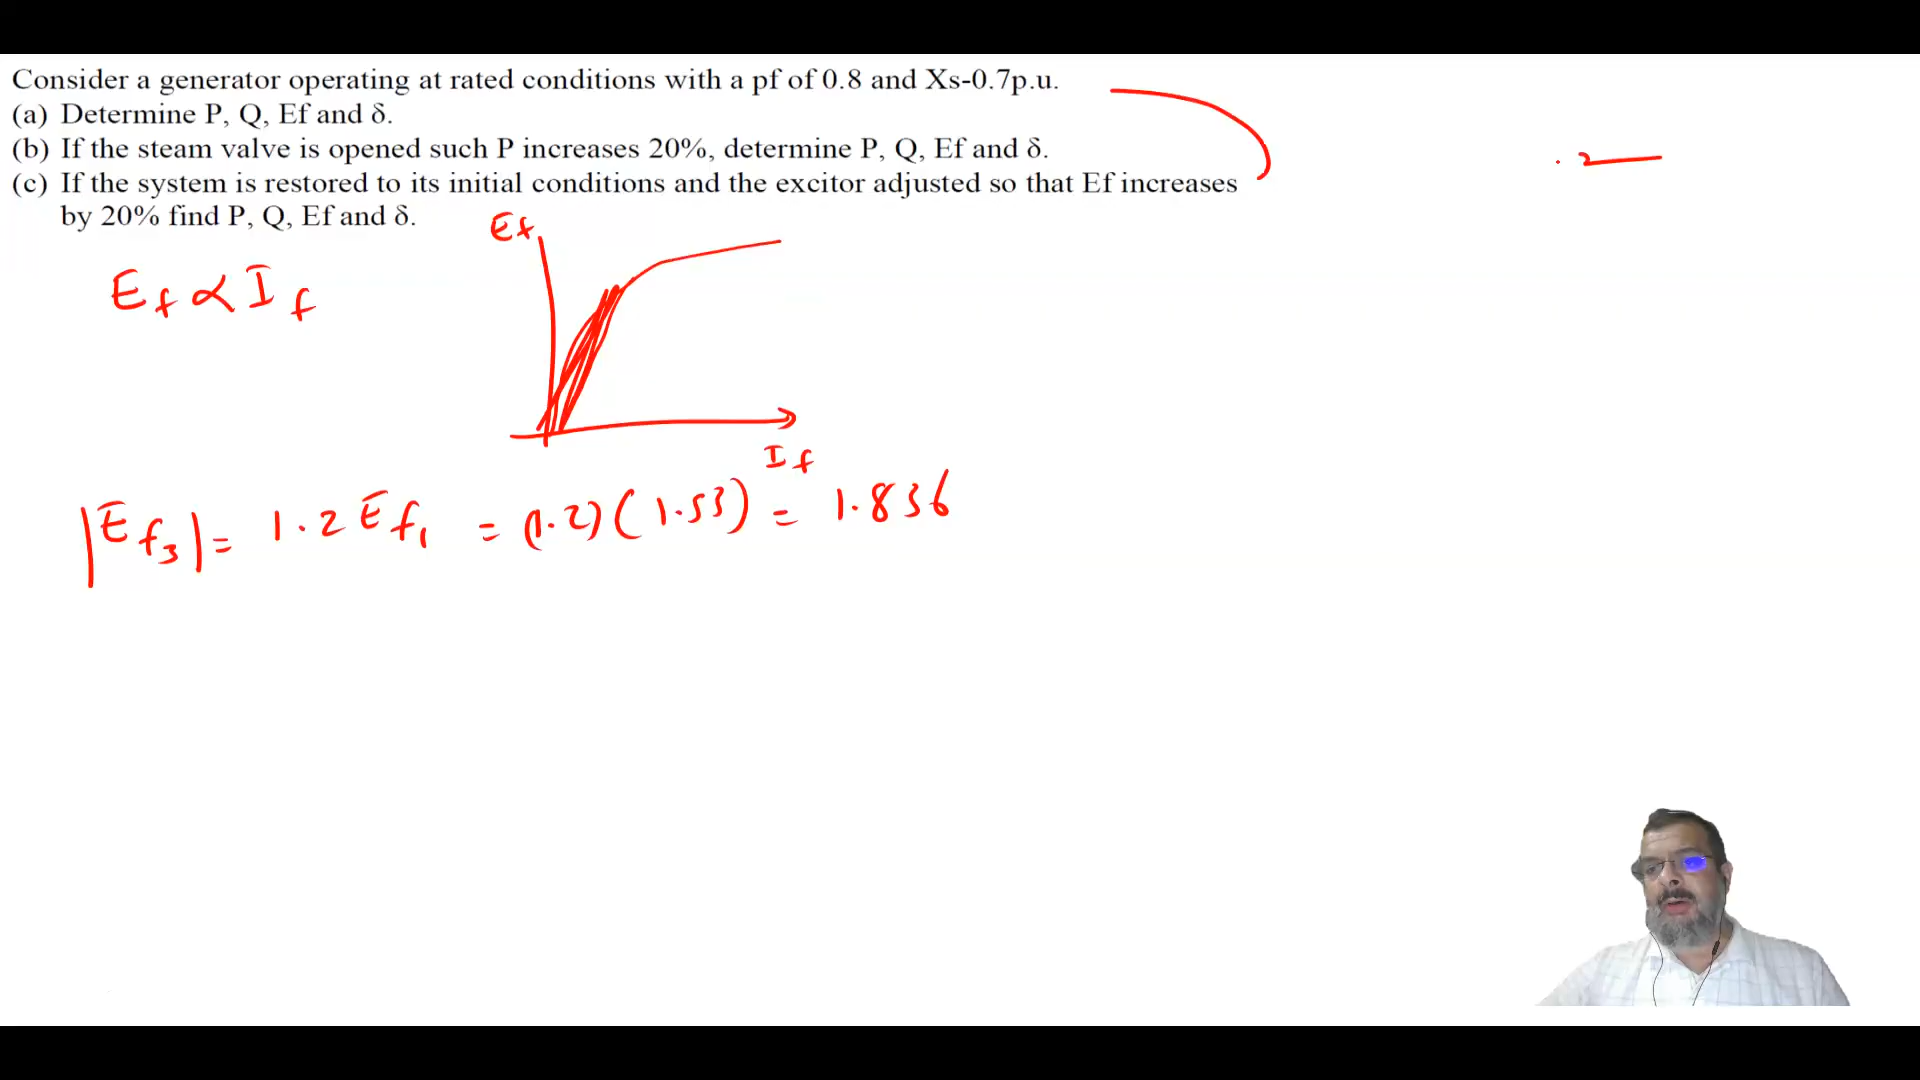 Consider a generator operating at rated conditions with a pf of 0.8 and Xs-0.7p.u.
(a) Determine P, Q, Ef and δ.
(b) If the steam valve is opened such P increases 20%, determine P, Q, Ef and δ.
(c) If the system is restored to its initial conditions and the excitor adjusted so that Ef increases
by 20% find P, Q, Ef and δ.
Ef
Ef ∝ If
If
|Ef3| = 1.2 Ef1 = (1.2)(1.53) = 1.836